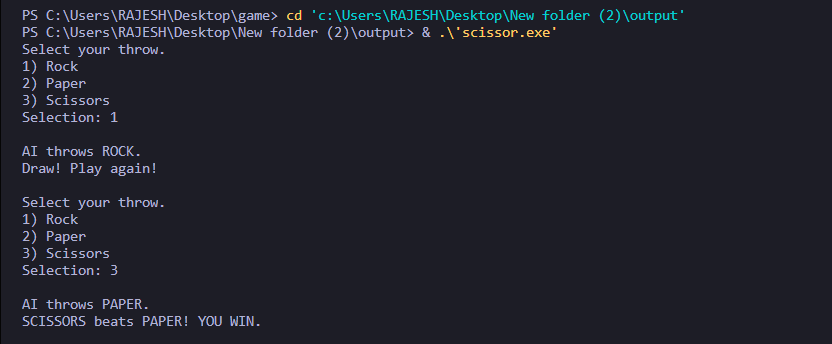 PS C:\Users\RAJESH\Desktop\game> cd 'c:\Users\RAJESH\Desktop\New folder (2)\output'
PS C:\Users\RAJESH\Desktop\New folder (2)\output> & .\'scissor.exe'
Select your throw.
1) Rock
2) Paper
3) Scissors
Selection: 1
AI throws ROCK.
Draw! Play again!
Select your throw.
1) Rock
2) Paper
3) Scissors
Selection: 3
AI throws PAPER.
SCISSORS beats PAPER! YOU WIN.